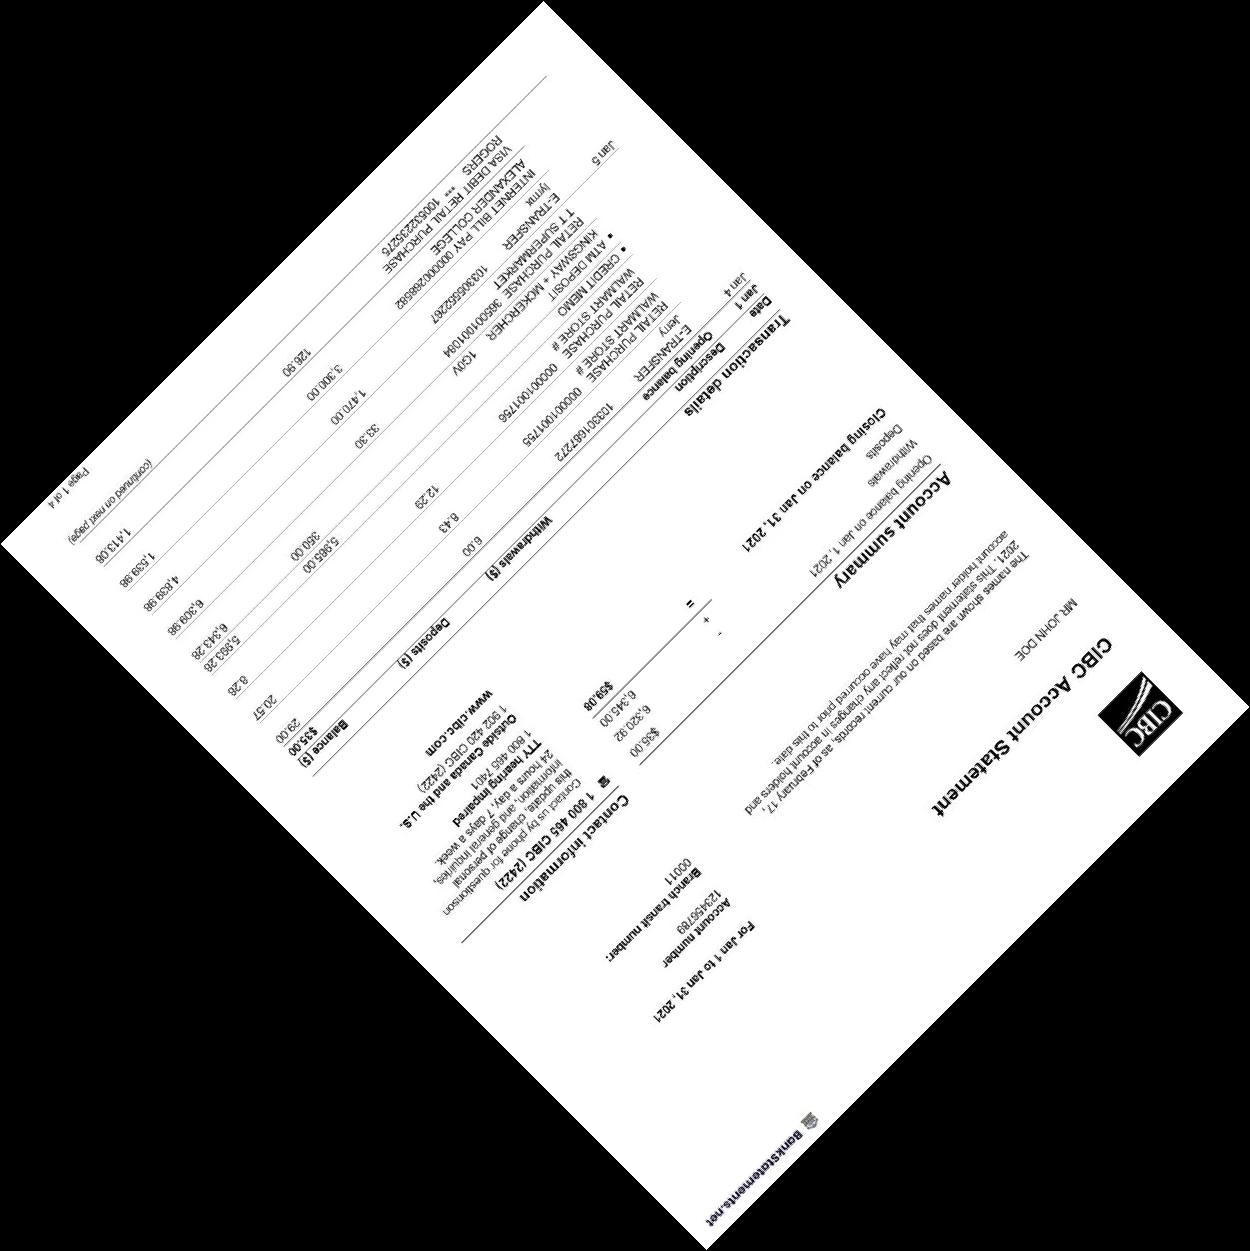 BankStatements.net
CIBC
CIBC Account Statement
MR JOHN DOE
The names shown are based on our current records, as of February 17,
2021. This statement does not reflect any changes in account holders and
account holder names that may have occurred prior to this date.
For Jan 1 to Jan 31, 2021
Account number
123456789
Branch transit number:
00011
Account summary
Opening balance on Jan 1, 2021 $35.00
Withdrawals - 6,320.92
Deposits + 6,345.00
Closing balance on Jan 31, 2021 = $59.08
Contact information
☎ 1 800 465 CIBC (2422)
Contact us by phone for questionson
this update, change of personal
information, and general inquiries,
24 hours a day, 7 days a week.
TTY hearing impaired
1 800 465 7401
Outside Canada and the U.S.
1 902 420 CIBC (2422)
www.cibc.com
Transaction details
Date Description Withdrawals ($) Deposits ($) Balance ($)
Jan 1 Opening balance $35.00
Jan 4 E-TRANSFER 103301687272 6.00 29.00
Jerry
RETAIL PURCHASE 000001001755 8.43 20.57
WALMART STORE #
RETAIL PURCHASE 000001001756 12.29 8.28
WALMART STORE #
• CREDIT MEMO 5,985.00 5,993.28
• ATM DEPOSIT 350.00 6,343.28
KINGSWAY + MCKERCHER 1G0V
RETAIL PURCHASE 365001001084 33.30 6,309.98
T T SUPERMARKET
Jan 5 E-TRANSFER 103305562267 1,470.00 4,839.98
lyrmx
INTERNET BILL PAY 000000268582 3,300.00 1,539.98
ALEXANDER COLLEGE
VISA DEBIT RETAIL PURCHASE 126.90 1,413.08
ROGERS *** 100532235275
(continued on next page)
Page 1 of 4